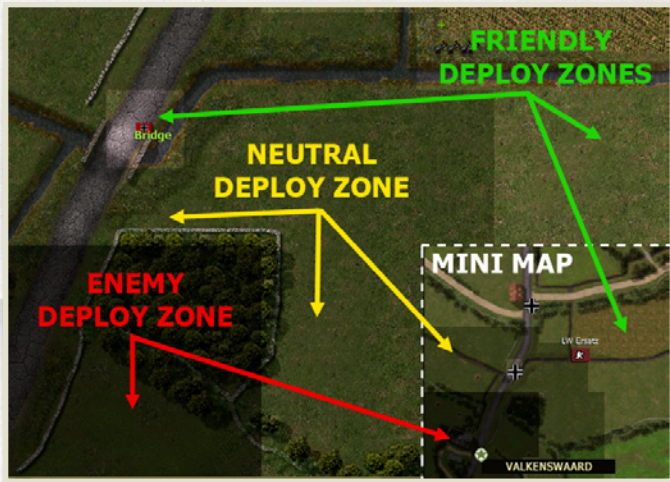 FRIENDLY
DEPLOY ZONES
Bridge
NEUTRAL
DEPLOY ZONE
ENEMY
DEPLOY ZONE
MINI MAP
LW Ersatz
VALKENSWAARD